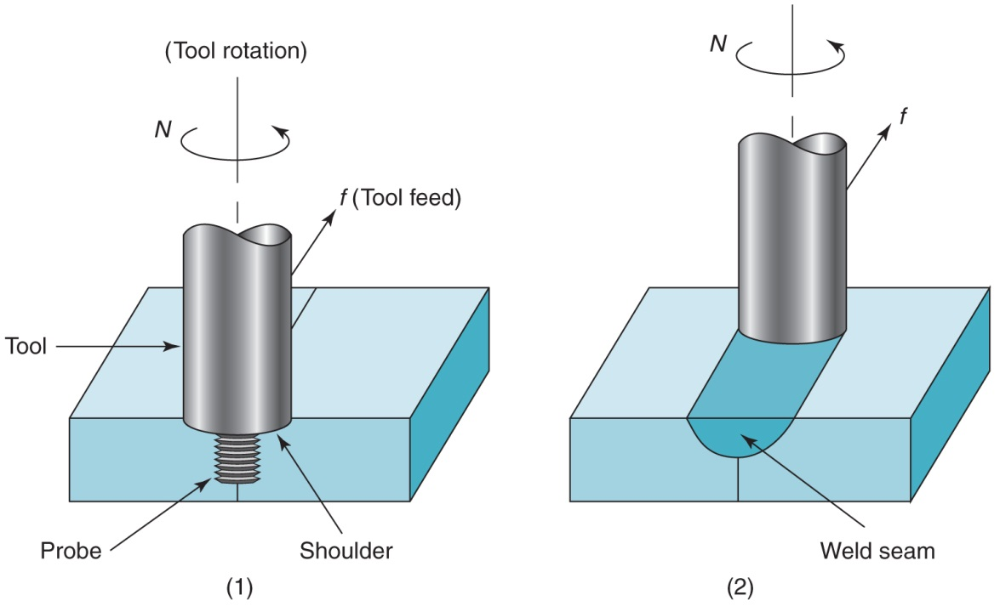 (Tool rotation)
N
f (Tool feed)
Tool
Probe
Shoulder
(1)
N
f
Weld seam
(2)